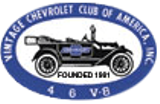 VINTAGE CHEVROLET CLUB OF AMERICA, INC.
FOUNDED 1961
4 6 V-8